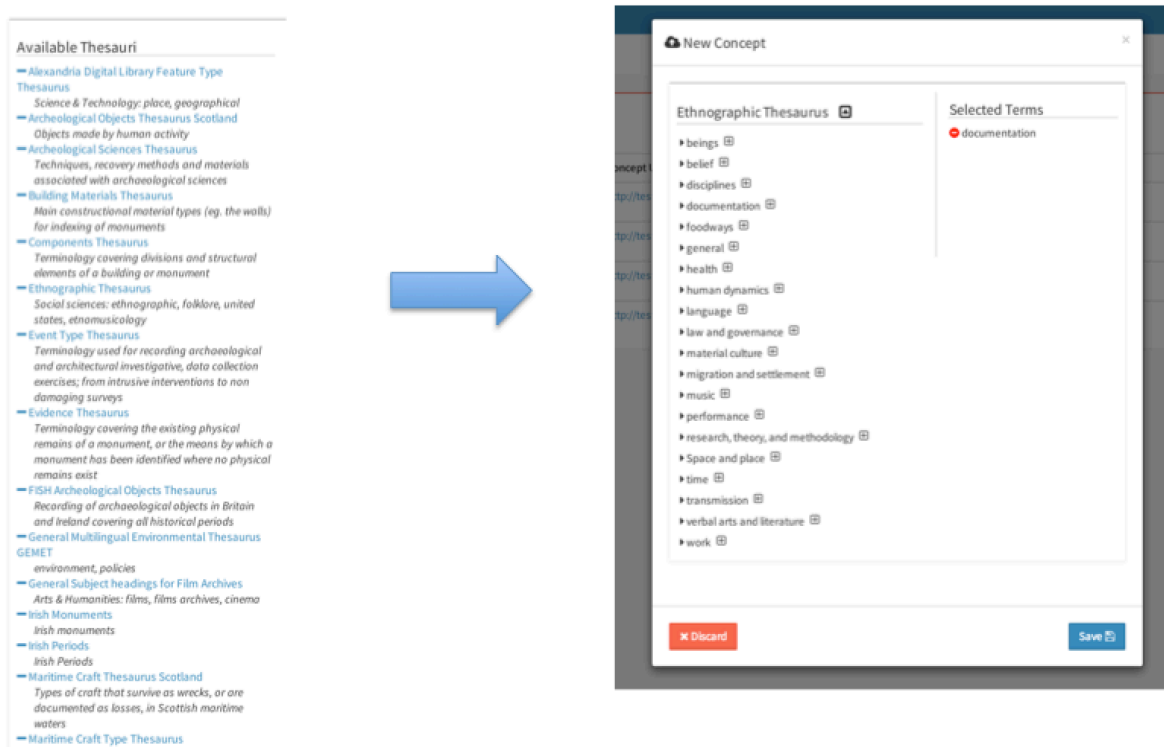 Available Thesauri
Alexandria Digital Library Feature Type
Thesaurus
Science & Technology: place, geographical
Archeological Objects Thesaurus Scotland
Objects made by human activity
Archeological Sciences Thesaurus
Techniques, recovery methods and materials
associated with archaeological sciences
Building Materials Thesaurus
Main constructional material types (eg. the walls)
for indexing of monuments
Components Thesaurus
Terminology covering divisions and structural
elements of a building or monument
Ethnographic Thesaurus
Social sciences: ethnographic, folklore, united
states, etnomusicology
Event Type Thesaurus
Terminology used for recording archaeological
and architectural investigative, data collection
exercises; from intrusive interventions to non
damaging surveys
Evidence Thesaurus
Terminology covering the existing physical
remains of a monument, or the means by which a
monument has been identified where no physical
remains exist
FISH Archeological Objects Thesaurus
Recording of archaeological objects in Britain
and Ireland covering all historical periods
General Multilingual Environmental Thesaurus
GEMET
environment, policies
General Subject headings for Film Archives
Arts & Humanities: films, films archives, cinema
Irish Monuments
Irish monuments
Irish Periods
Irish Periods
Maritime Craft Thesaurus Scotland
Types of craft that survive as wrecks, or are
documented as losses, in Scottish maritime
waters
Maritime Craft Type Thesaurus
New Concept ×
Ethnographic Thesaurus
beings
belief
disciplines
documentation
foodways
general
health
human dynamics
language
law and governance
material culture
migration and settlement
music
performance
research, theory, and methodology
Space and place
time
transmission
verbal arts and literature
work
Selected Terms
documentation
oncept
ttp://tes
ttp://tes
ttp://tes
ttp://tes
Discard
Save